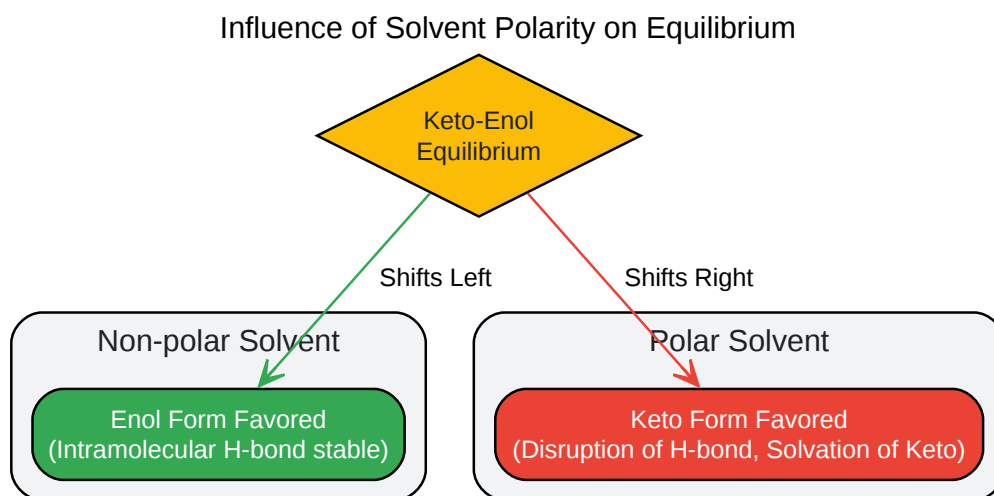 Influence of Solvent Polarity on Equilibrium
Keto-Enol
Equilibrium
Shifts Left
Shifts Right
Non-polar Solvent
Polar Solvent
Enol Form Favored
(Intramolecular H-bond stable)
Keto Form Favored
(Disruption of H-bond, Solvation of Keto)